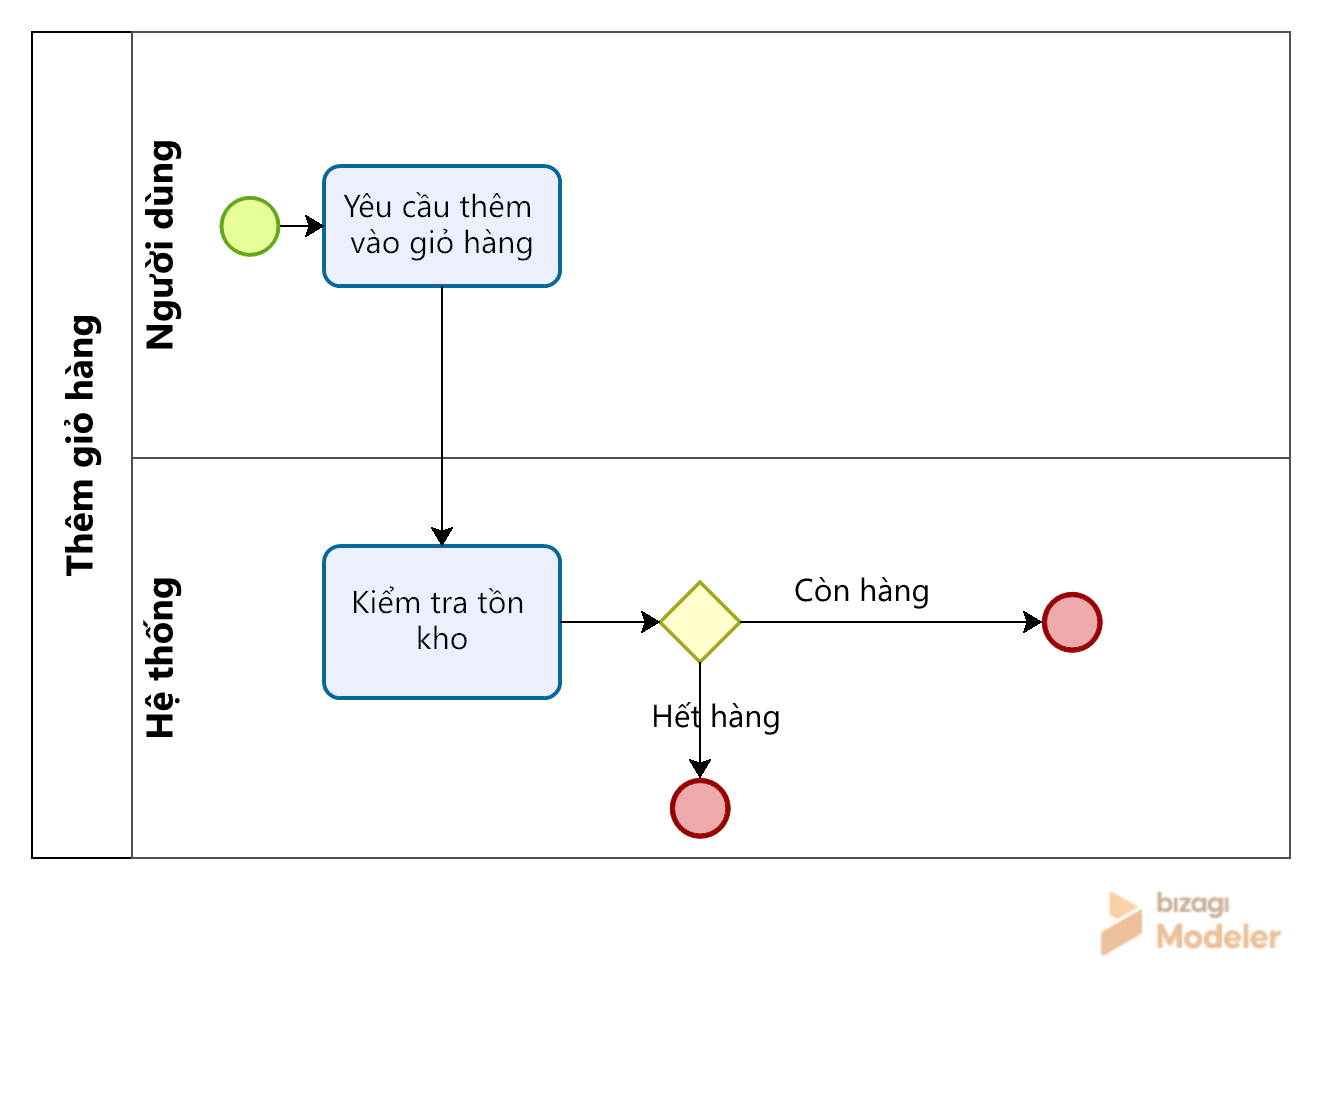 Thêm giỏ hàng
Người dùng
Yêu cầu thêm
vào giỏ hàng
Hệ thống
Kiểm tra tồn
kho
Còn hàng
Hết hàng
bizagi
Modeler